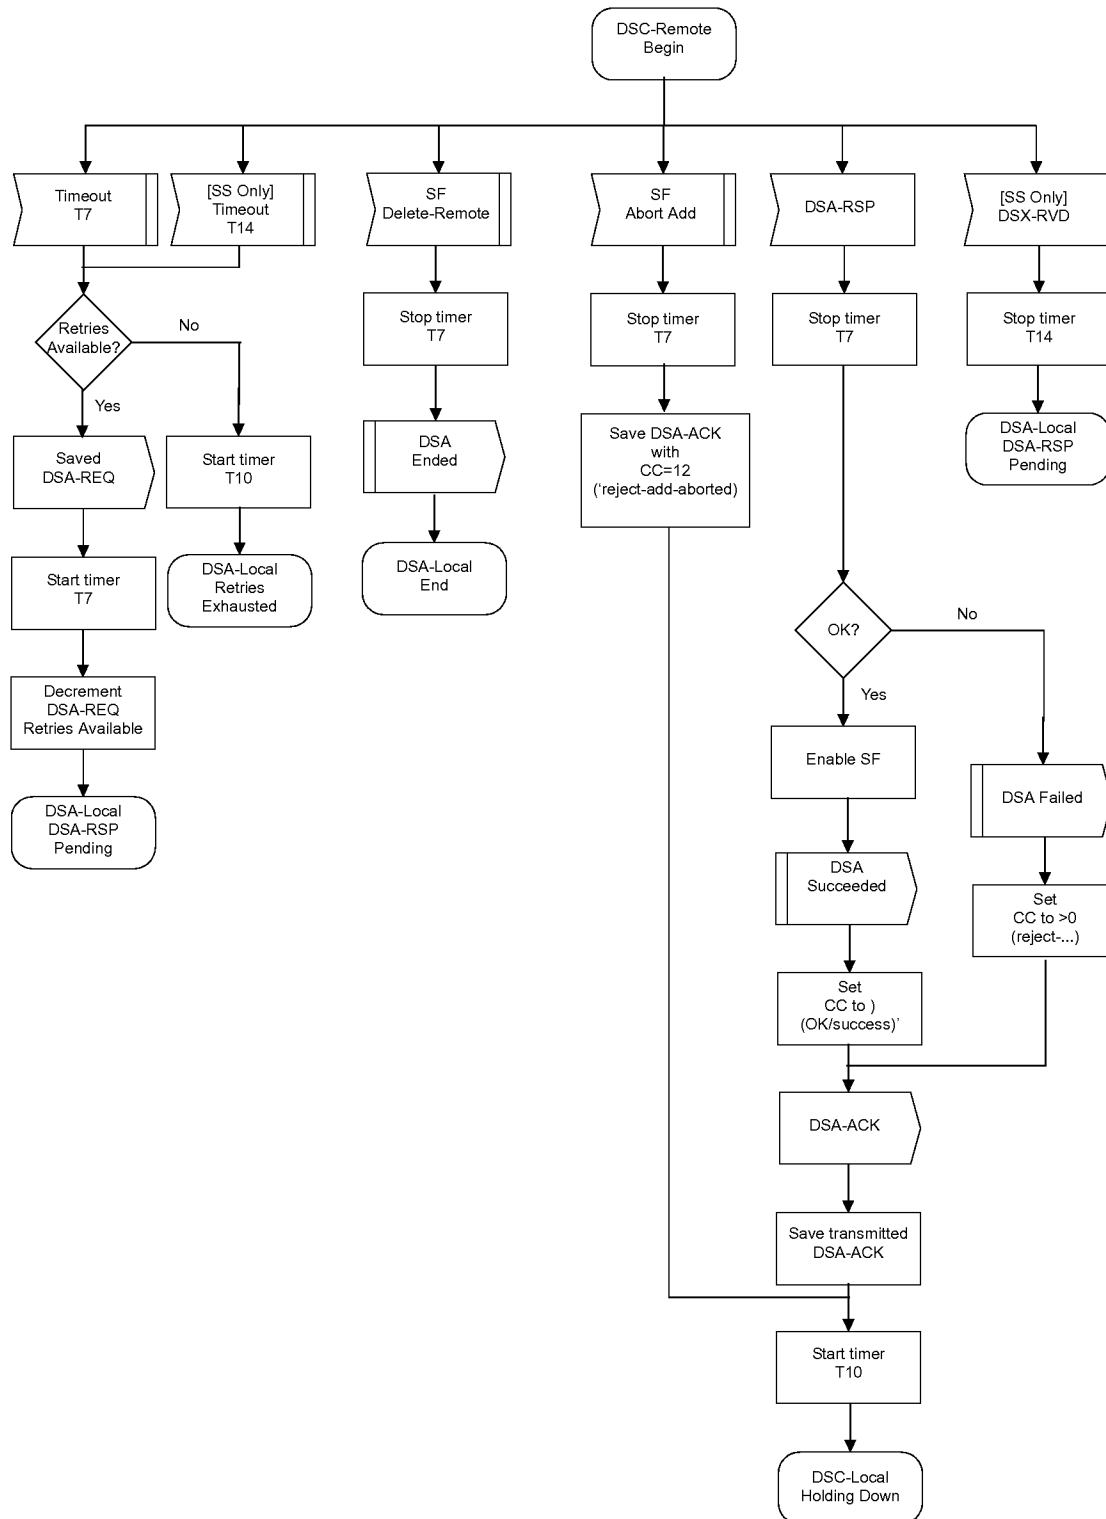 DSC-Remote
Begin
Timeout
T7
[SS Only]
Timeout
T14
SF
Delete-Remote
SF
Abort Add
DSA-RSP
[SS Only]
DSX-RVD
Retries
Available?
No
Yes
Stop timer
T7
Stop timer
T7
Stop timer
T7
Stop timer
T14
Saved
DSA-REQ
Start timer
T10
DSA
Ended
Save DSA-ACK
with
CC=12
(‘reject-add-aborted)
DSA-Local
DSA-RSP
Pending
Start timer
T7
DSA-Local
Retries
Exhausted
DSA-Local
End
OK?
No
Yes
Decrement
DSA-REQ
Retries Available
Enable SF
DSA Failed
DSA-Local
DSA-RSP
Pending
DSA
Succeeded
Set
CC to >0
(reject-...)
Set
CC to )
(OK/success)’
DSA-ACK
Save transmitted
DSA-ACK
Start timer
T10
DSC-Local
Holding Down